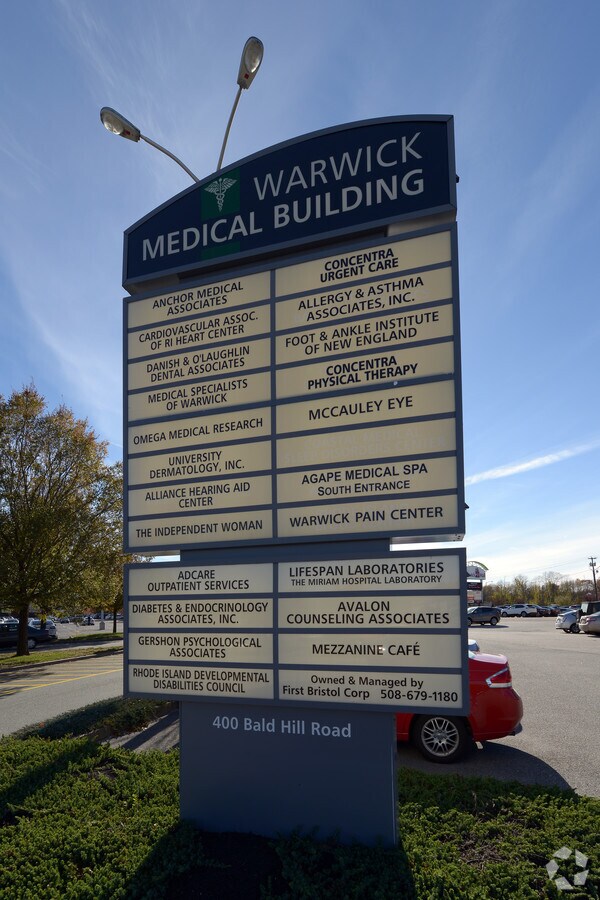 WARWICK
MEDICAL BUILDING
ANCHOR MEDICAL
ASSOCIATES
CARDIOVASCULAR ASSOC.
OF RI HEART CENTER
DANISH & O'LAUGHLIN
DENTAL ASSOCIATES
MEDICAL SPECIALISTS
OF WARWICK
OMEGA MEDICAL RESEARCH
UNIVERSITY
DERMATOLOGY, INC.
ALLIANCE HEARING AID
CENTER
THE INDEPENDENT WOMAN
CONCENTRA
URGENT CARE
ALLERGY & ASTHMA
ASSOCIATES, INC.
FOOT & ANKLE INSTITUTE
OF NEW ENGLAND
CONCENTRA
PHYSICAL THERAPY
MCCAULEY EYE
AGAPE MEDICAL SPA
SOUTH ENTRANCE
WARWICK PAIN CENTER
ADCARE
OUTPATIENT SERVICES
DIABETES & ENDOCRINOLOGY
ASSOCIATES, INC.
GERSHON PSYCHOLOGICAL
ASSOCIATES
RHODE ISLAND DEVELOPMENTAL
DISABILITIES COUNCIL
LIFESPAN LABORATORIES
THE MIRIAM HOSPITAL LABORATORY
AVALON
COUNSELING ASSOCIATES
MEZZANINE CAFÉ
Owned & Managed by
First Bristol Corp 508-679-1180
400 Bald Hill Road